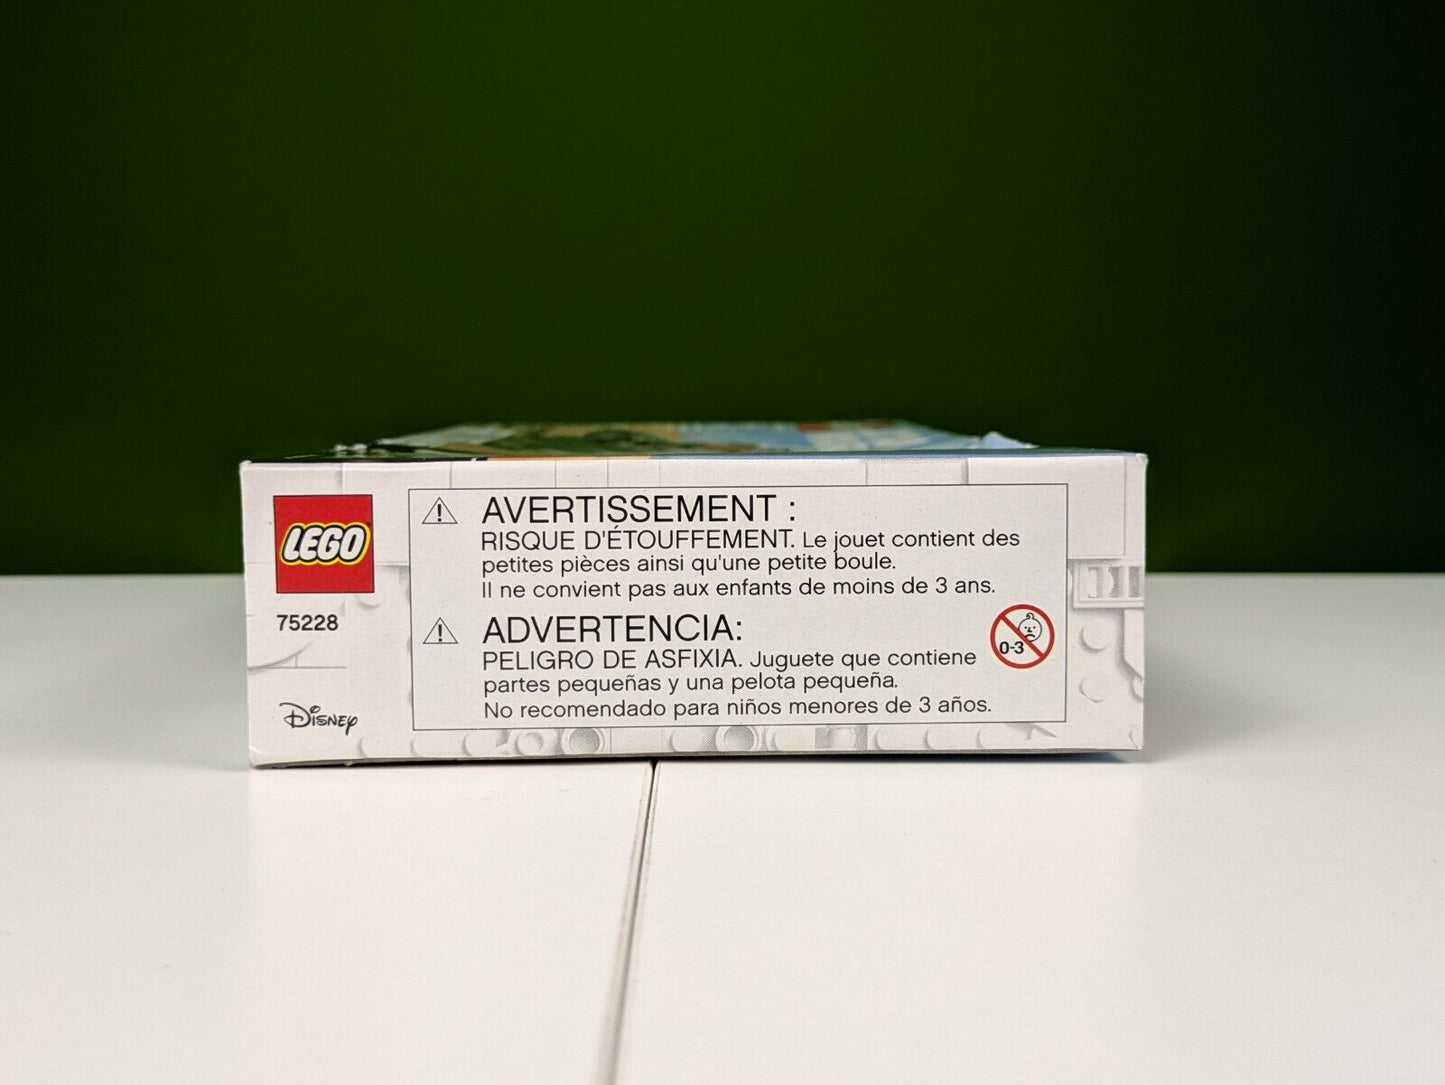 LEGO
75228
Disney
AVERTISSEMENT :
RISQUE D'ÉTOUFFEMENT. Le jouet contient des
petites pièces ainsi qu'une petite boule.
Il ne convient pas aux enfants de moins de 3 ans.
ADVERTENCIA:
PELIGRO DE ASFIXIA. Juguete que contiene
partes pequeñas y una pelota pequeña.
No recomendado para niños menores de 3 años.
0-3